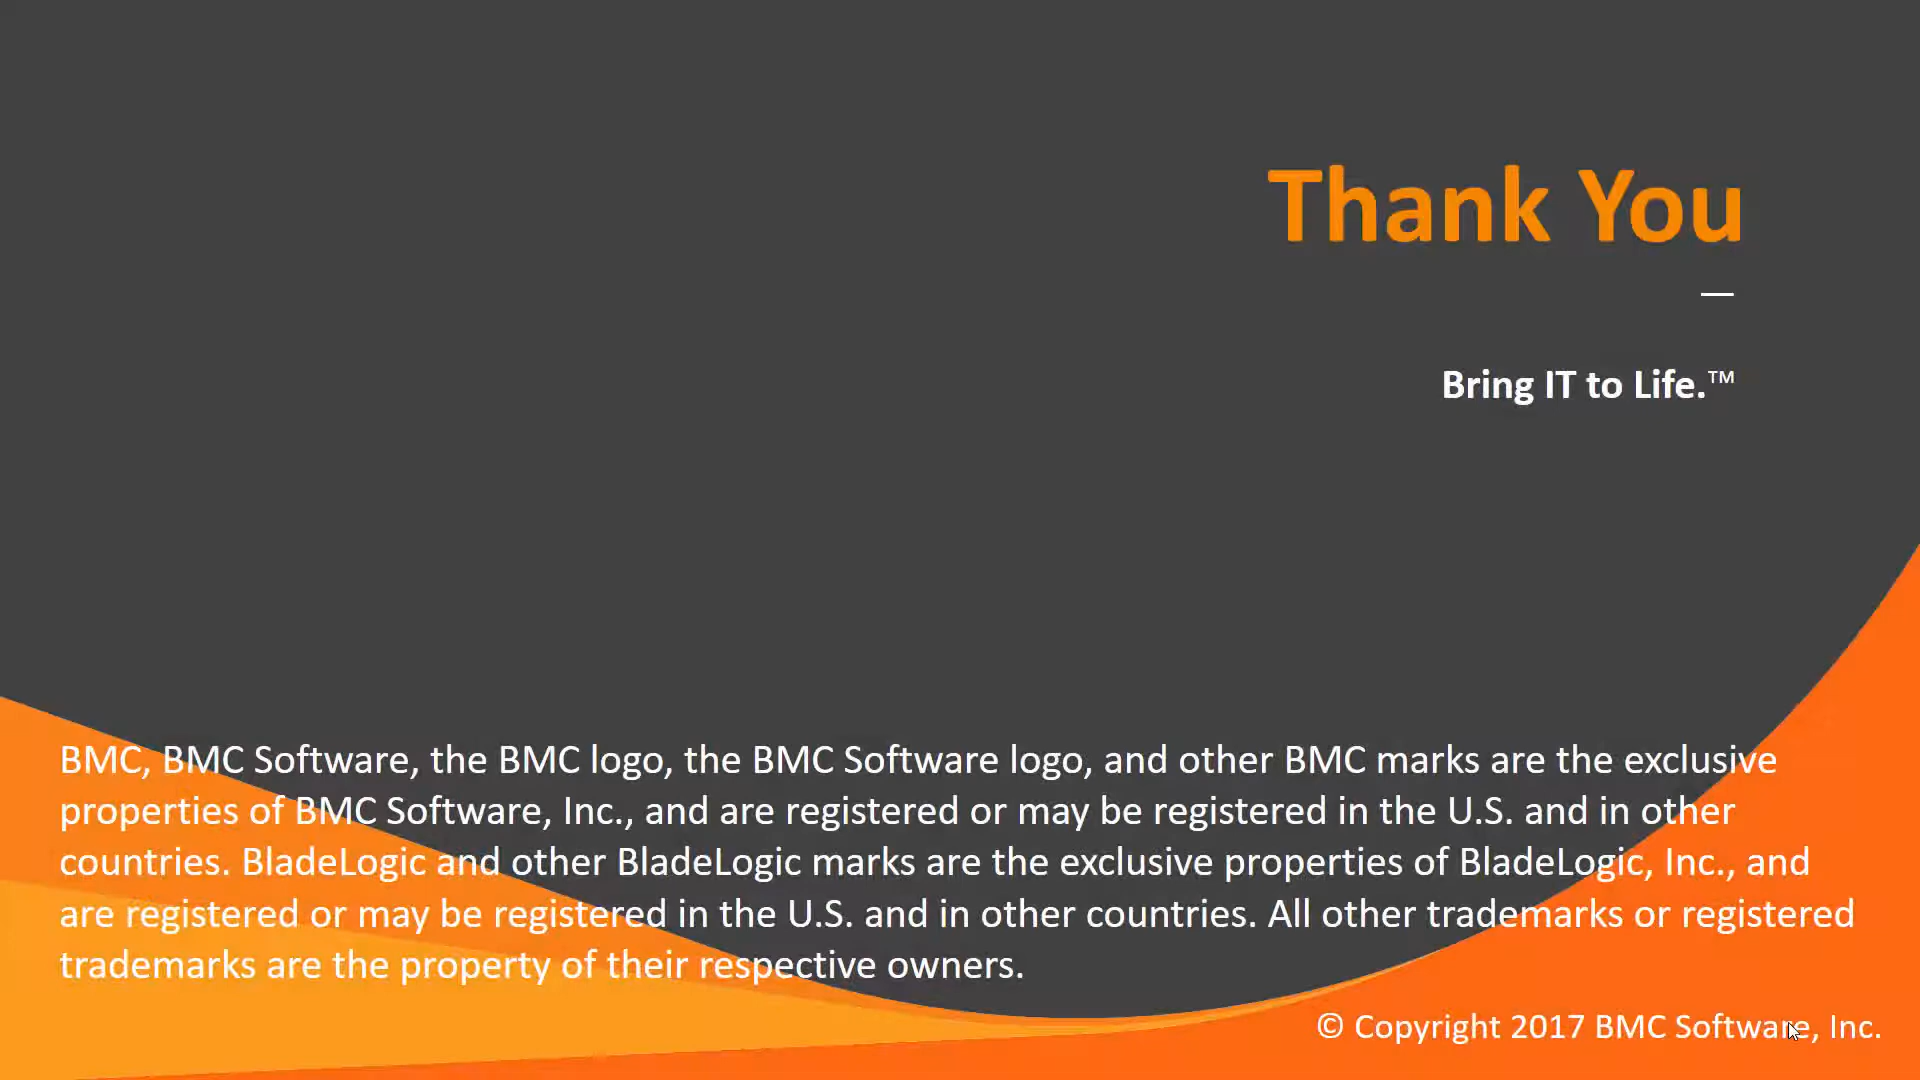 Thank You
Bring IT to Life.™
BMC, BMC Software, the BMC logo, the BMC Software logo, and other BMC marks are the exclusive
properties of BMC Software, Inc., and are registered or may be registered in the U.S. and in other
countries. BladeLogic and other BladeLogic marks are the exclusive properties of BladeLogic, Inc., and
are registered or may be registered in the U.S. and in other countries. All other trademarks or registered
trademarks are the property of their respective owners.
© Copyright 2017 BMC Software, Inc.